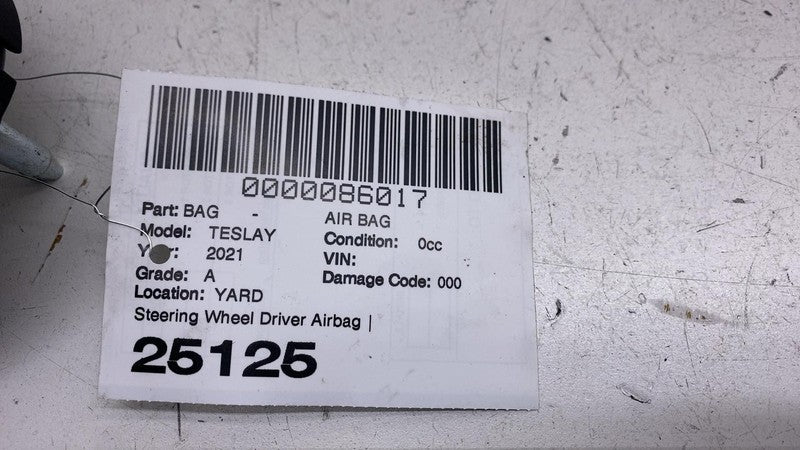 0000086017
Part: BAG - AIR BAG
Model: TESLAY Condition: 0cc
2021 VIN:
Grade: A Damage Code: 000
Location: YARD
Steering Wheel Driver Airbag |
25125